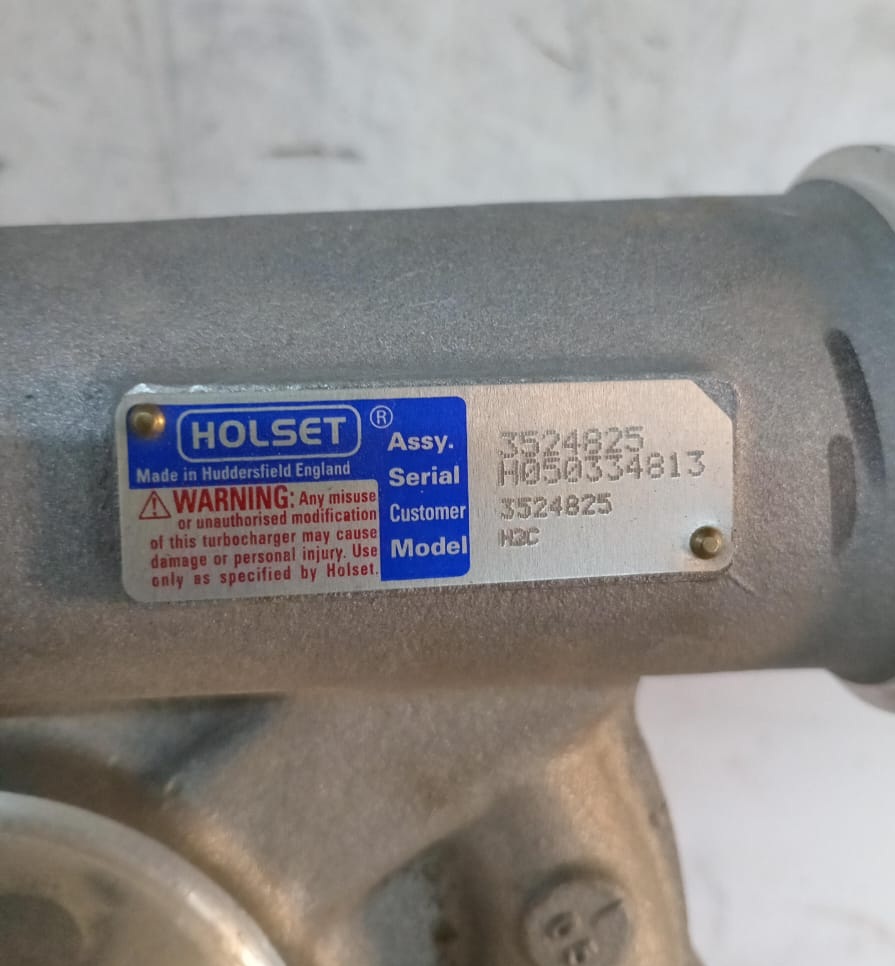 HOLSET ®
Made in Huddersfield England
WARNING: Any misuse
or unauthorised modification
of this turbocharger may cause
damage or personal injury. Use
only as specified by Holset.
Assy. 3524825
Serial H050334813
Customer 3524825
Model H2C